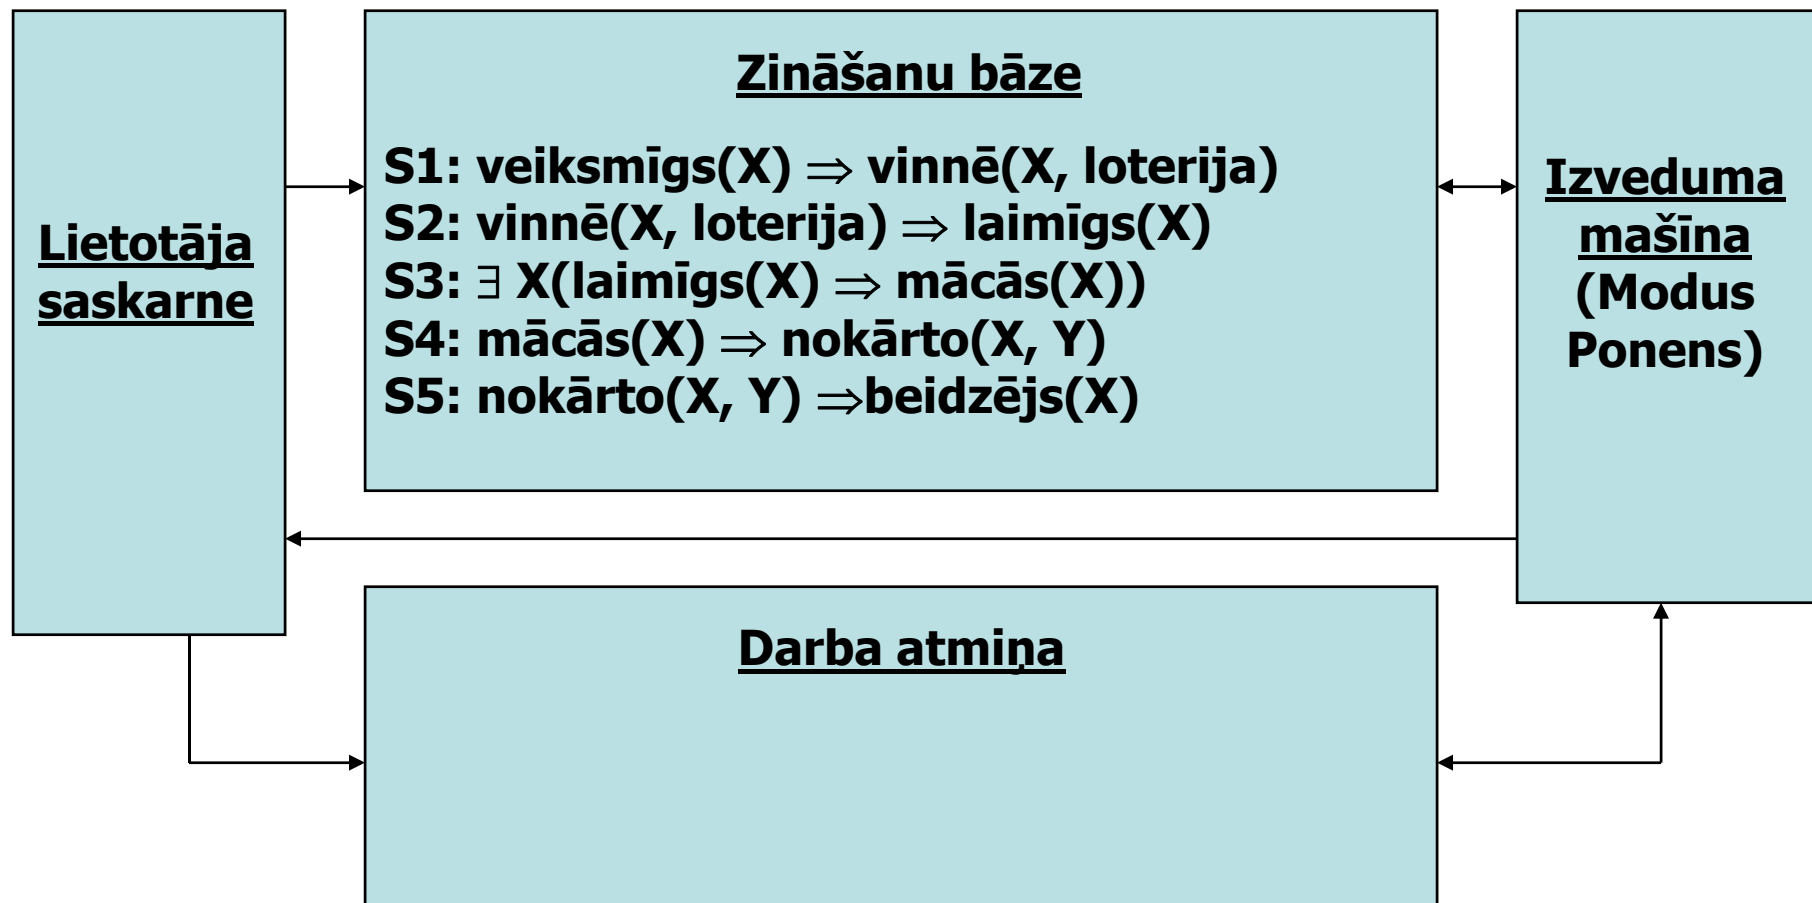 Lietotāja
saskarne
Zināšanu bāze
S1: veiksmīgs(X) ⇒ vinnē(X, loterija)
S2: vinnē(X, loterija) ⇒ laimīgs(X)
S3: ∃ X(laimīgs(X) ⇒ mācās(X))
S4: mācās(X) ⇒ nokārto(X, Y)
S5: nokārto(X, Y) ⇒beidzējs(X)
Izveduma
mašīna
(Modus
Ponens)
Darba atmiņa